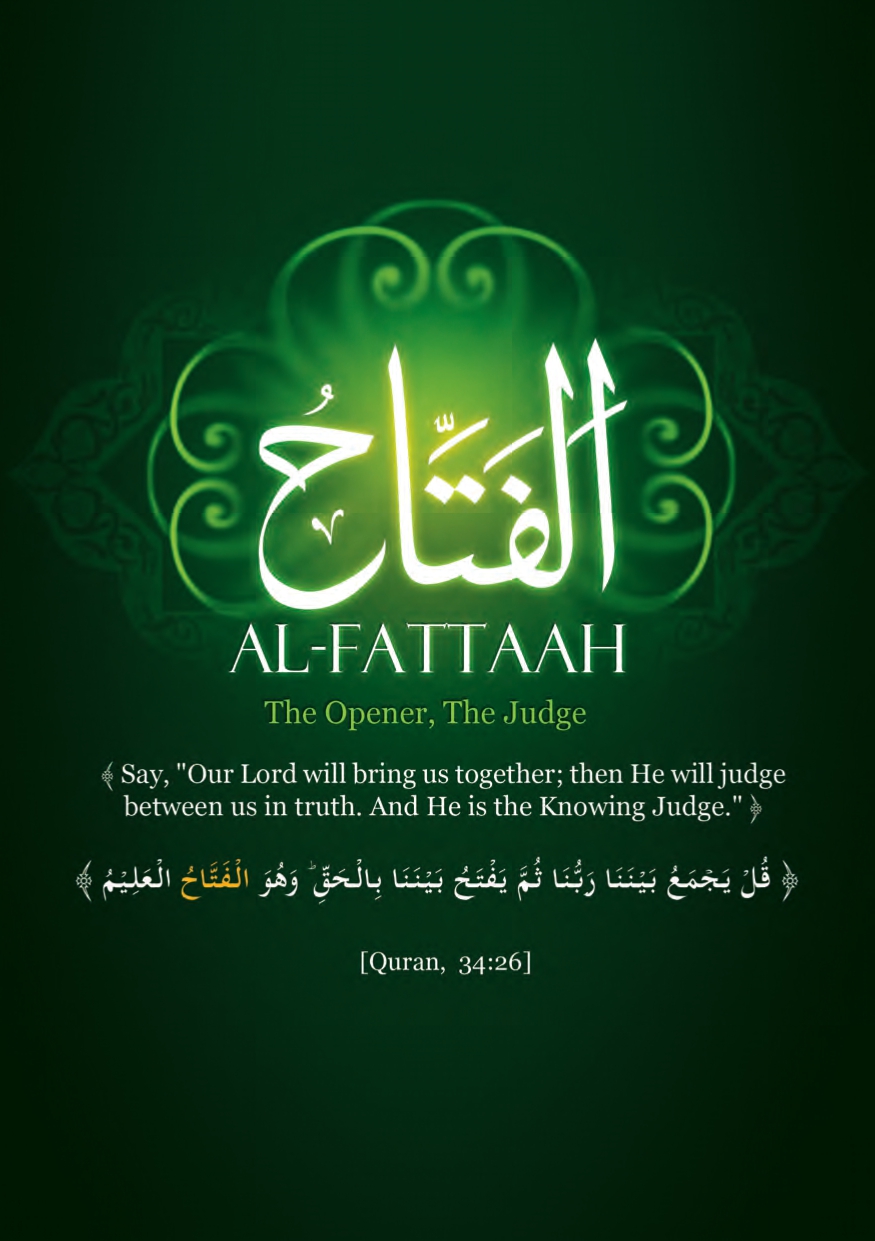 الفَتَّاحُ
AL-FATTAAH
The Opener, The Judge
﴾ Say, "Our Lord will bring us together; then He will judge
between us in truth. And He is the Knowing Judge." ﴿
﴿ قُلْ يَجْمَعُ بَيْنَنَا رَبُّنَا ثُمَّ يَفْتَحُ بَيْنَنَا بِالْحَقِّ ۚ وَهُوَ الْفَتَّاحُ الْعَلِيْمُ ﴾
[Quran, 34:26]